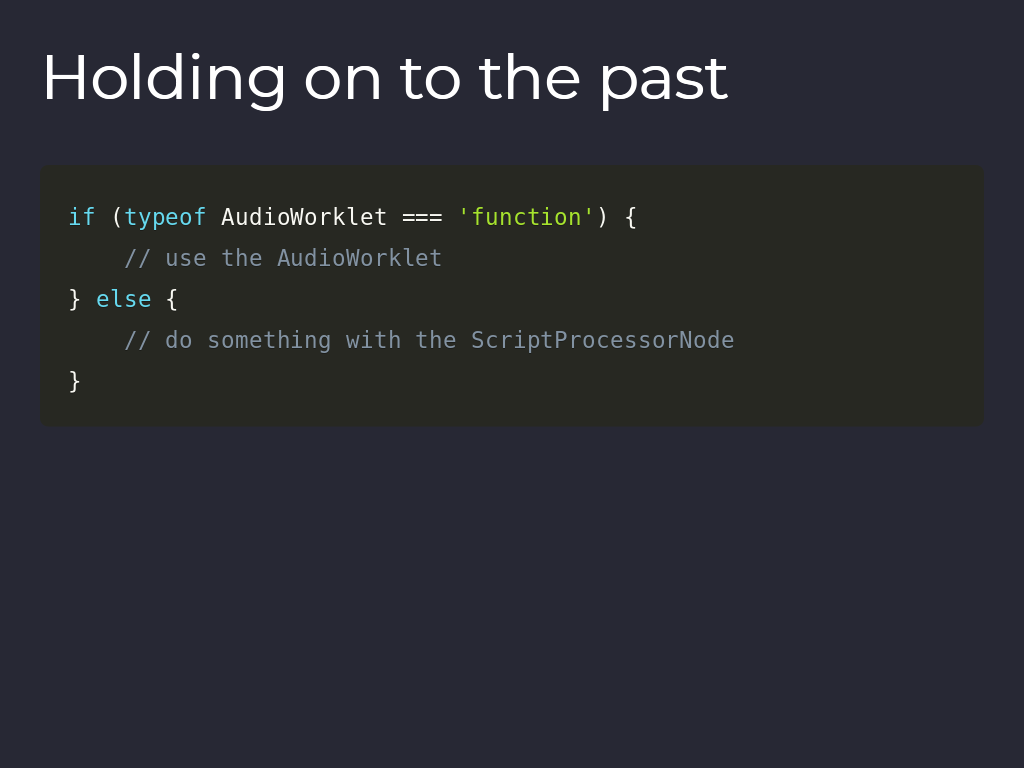 Holding on to the past
if (typeof AudioWorklet === 'function') {
    // use the AudioWorklet
} else {
    // do something with the ScriptProcessorNode
}